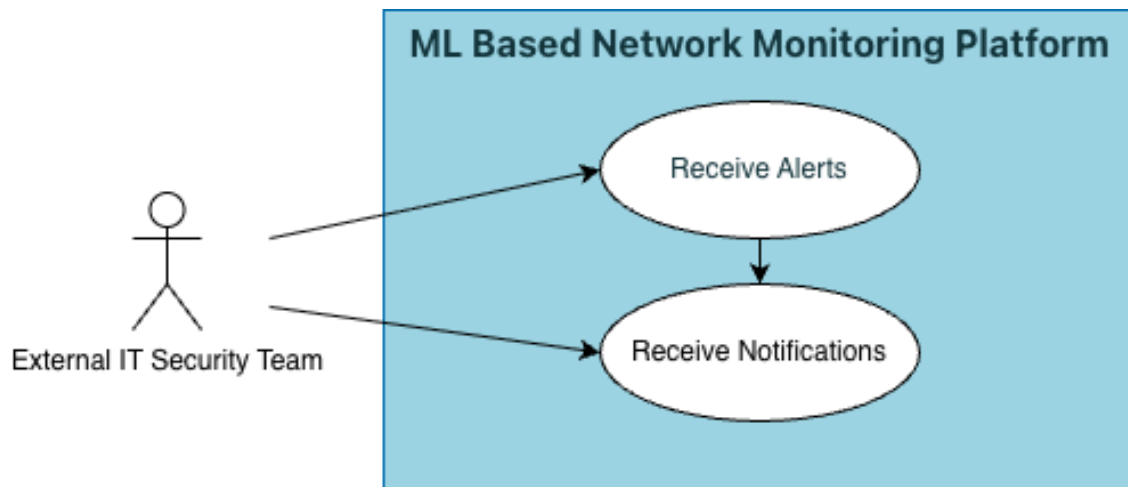 ML Based Network Monitoring Platform
Receive Alerts
External IT Security Team
Receive Notifications